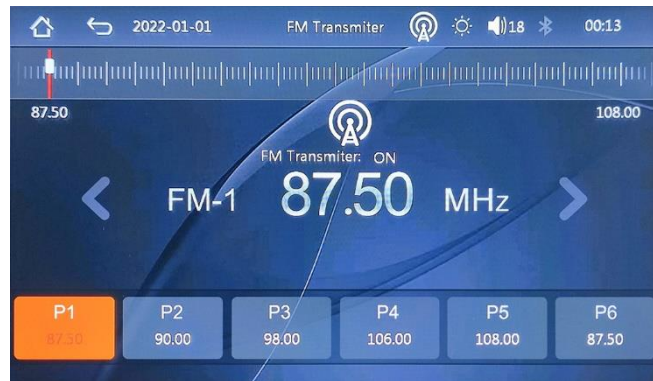 2022-01-01 FM Transmiter 18 00:13
87.50 108.00
FM Transmiter: ON
FM-1 87.50 MHz
P1 P2 P3 P4 P5 P6
87.50 90.00 98.00 106.00 108.00 87.50